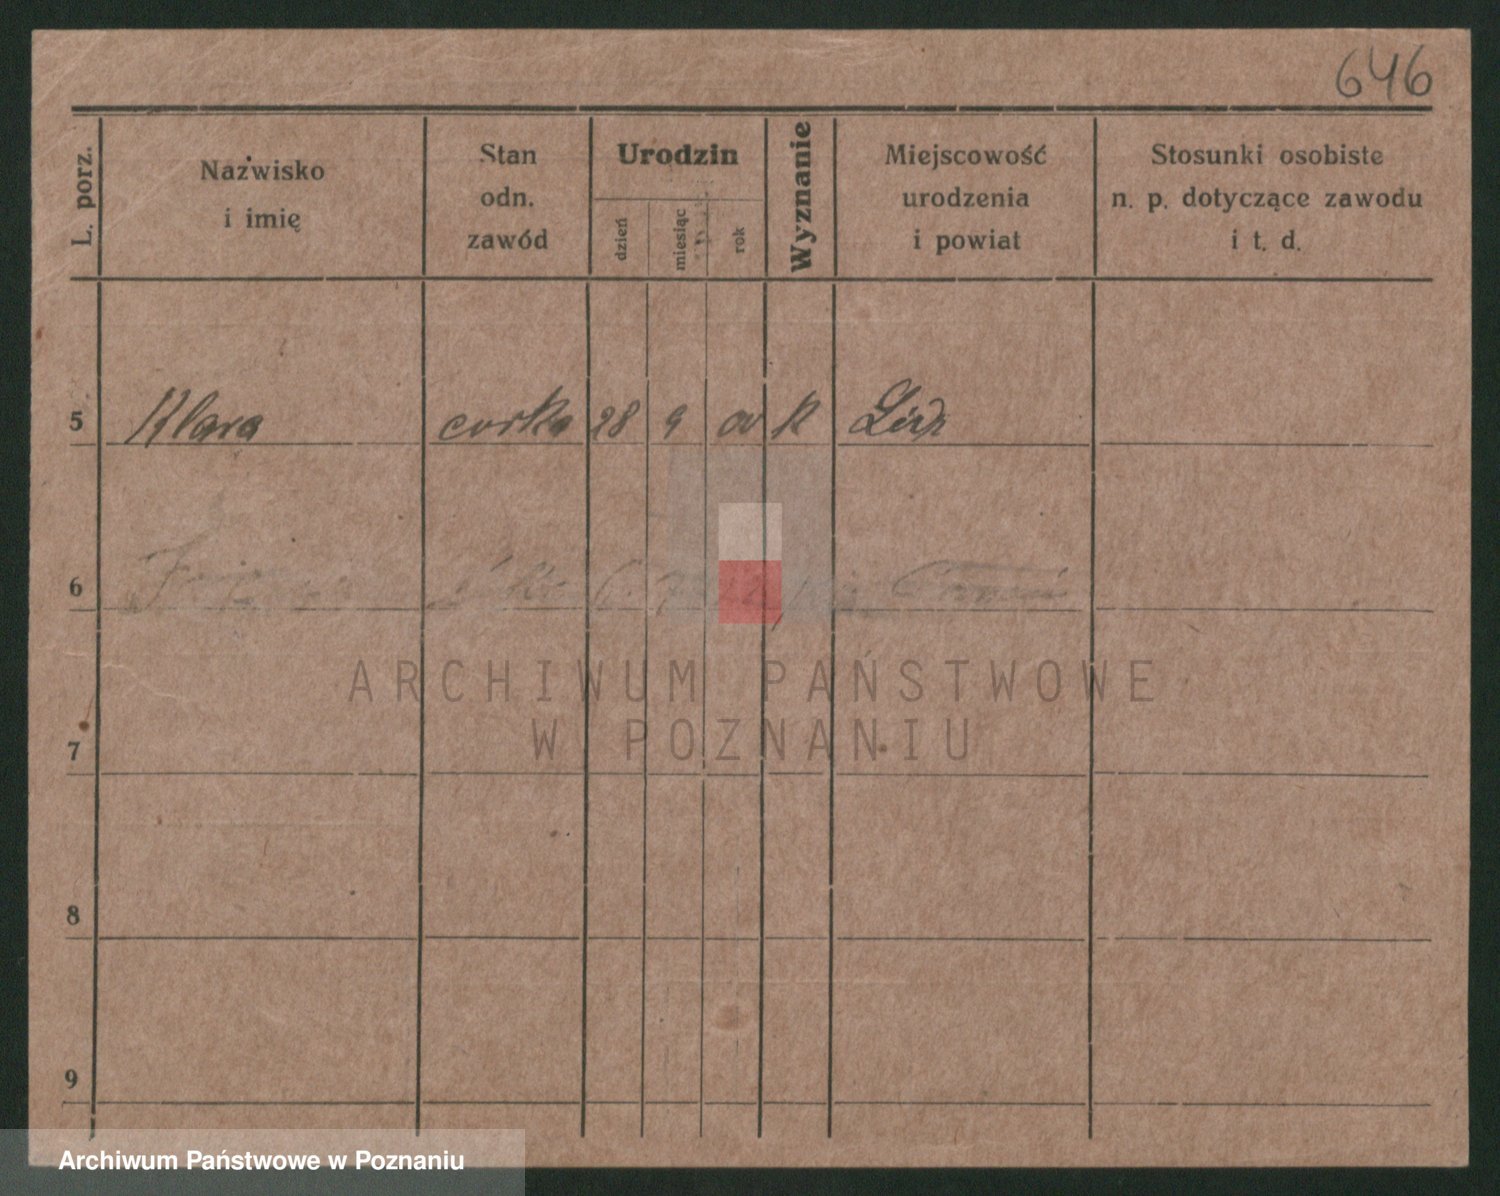 646
L. porz.
Nazwisko
i imię
Stan
odn.
zawód
Urodzin
dzień
miesiąc
rok
Wyznanie
Miejscowość
urodzenia
i powiat
Stosunki osobiste
n. p. dotyczące zawodu
i t. d.
5 Klara curka 28 9 k
6
7
8
9
ARCHIWUM PAŃSTWOWE
W POZNANIU
Archiwum Państwowe w Poznaniu